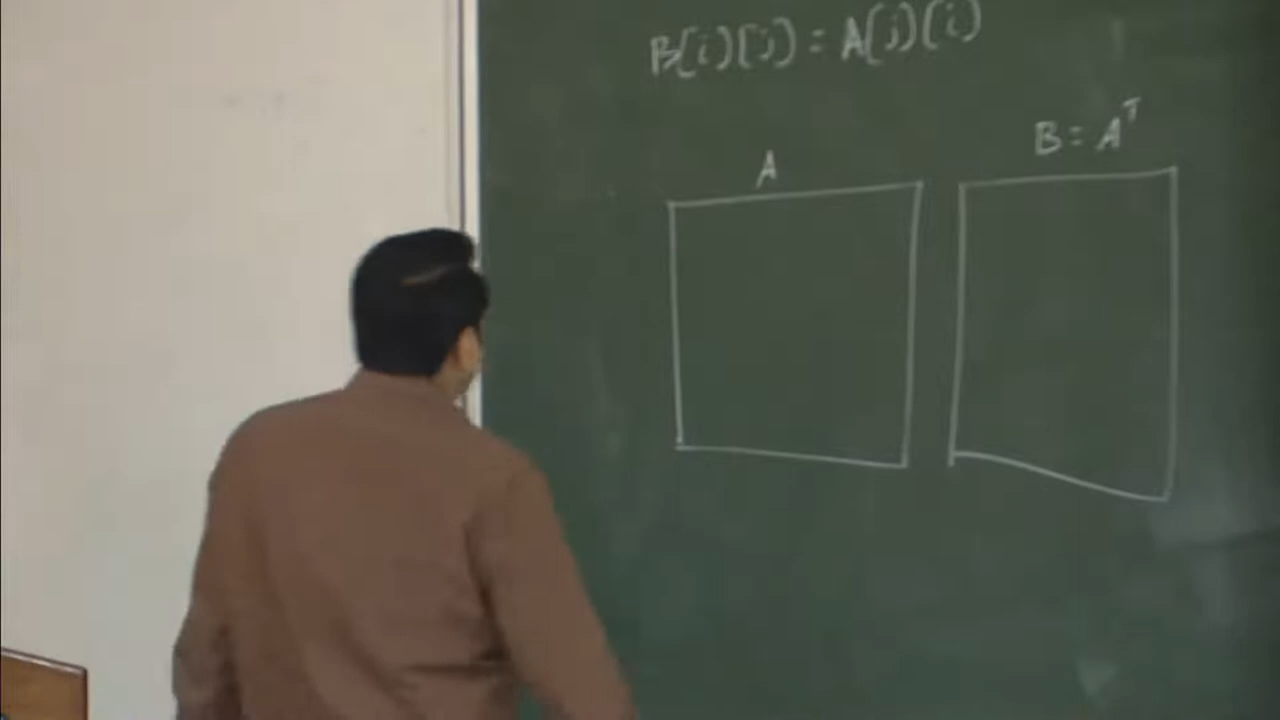 B[i][j] = A[j][i]
A
B = Aᵀ